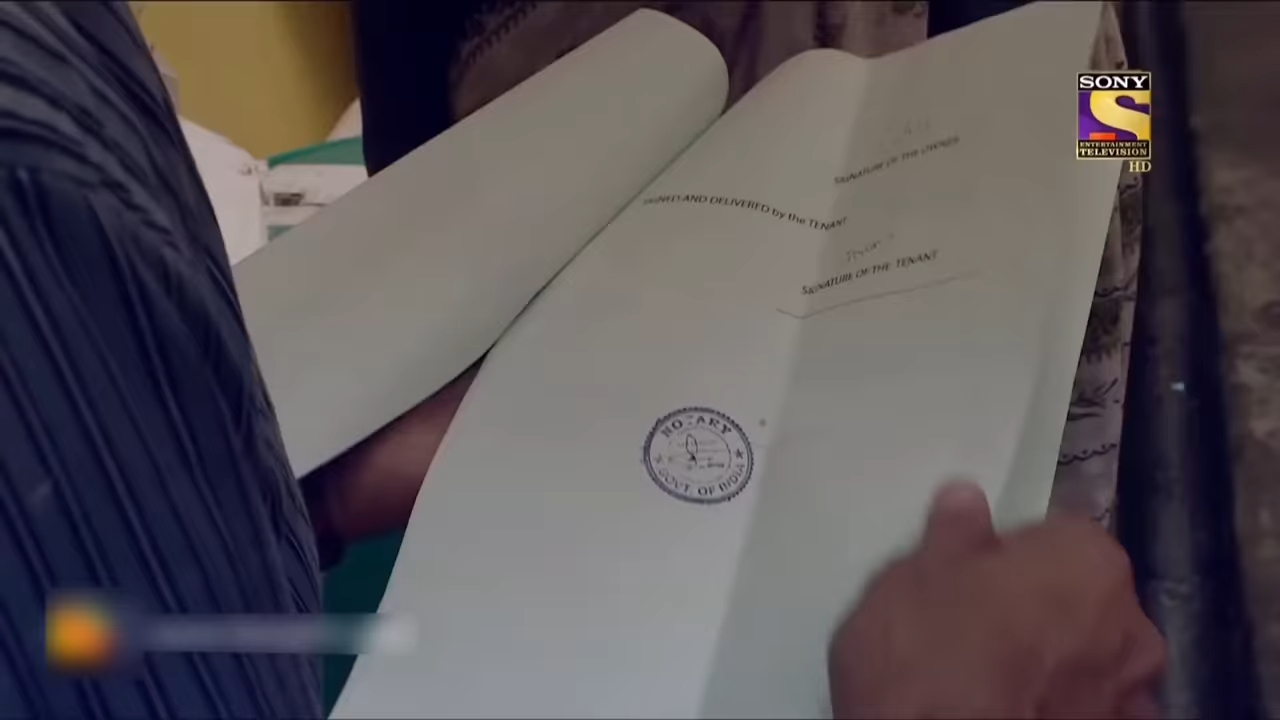 SONY
ENTERTAINMENT
TELEVISION
HD
SIGNATURE OF THE OWNER
SIGNED AND DELIVERED by the TENANT
SIGNATURE OF THE TENANT
NOTARY
GOVT. OF INDIA